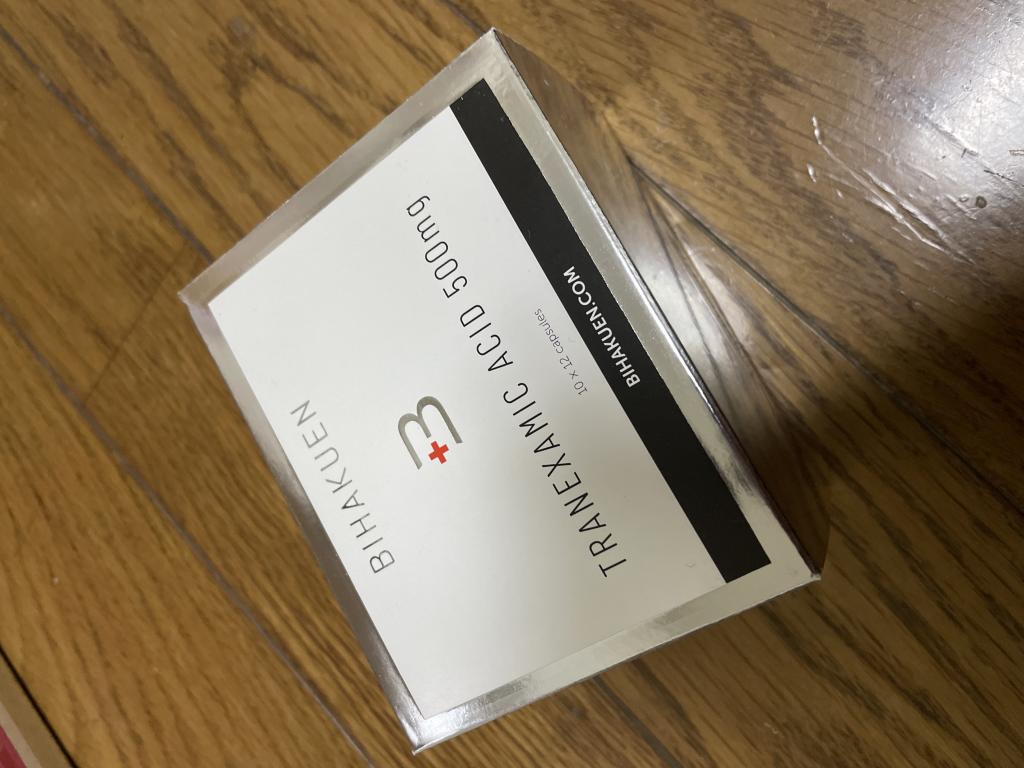 BIHAKUEN
B
TRANEXAMIC ACID 500mg
10 x 12 capsules
BIHAKUEN.COM